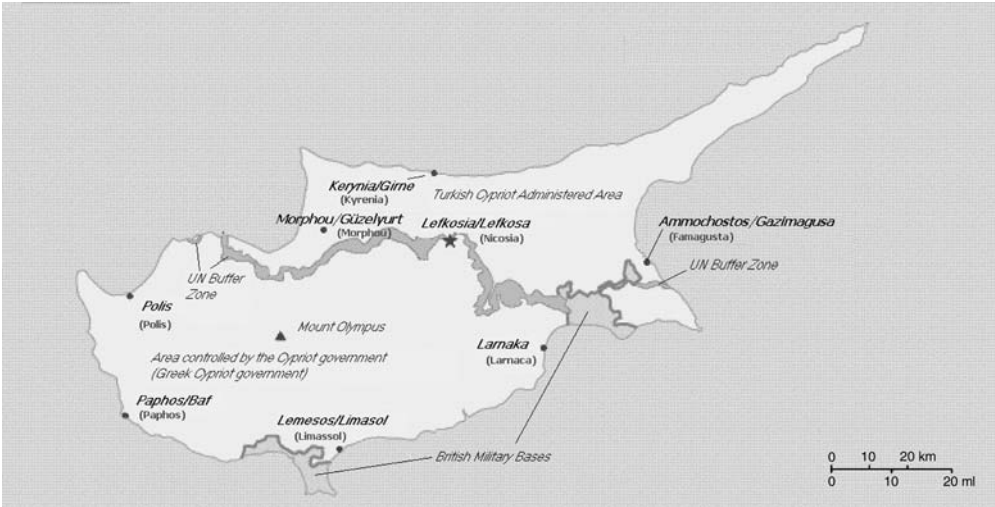 Kerynia/Girne
(Kyrenia)
Turkish Cypriot Administered Area
Morphou/Güzelyurt
(Morphou)
Lefkosia/Lefkosa
(Nicosia)
Ammochostos/Gazimagusa
(Famagusta)
UN Buffer
Zone
UN Buffer Zone
Polis
(Polis)
Mount Olympus
Larnaka
(Larnaca)
Area controlled by the Cypriot government
(Greek Cypriot government)
Paphos/Baf
(Paphos)
Lemesos/Limasol
(Limassol)
British Military Bases
0 10 20 km
0 10 20 ml